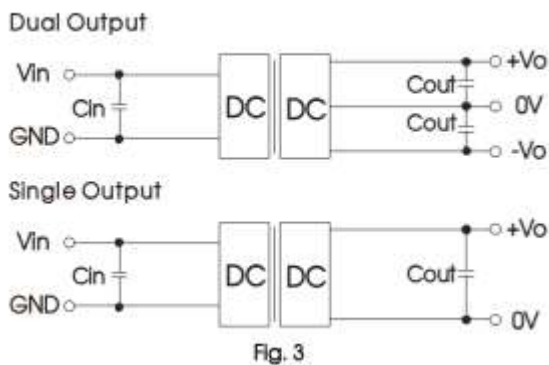 Dual Output
Vin
Cin
GND
DC DC
Cout
Cout
+Vo
0V
-Vo
Single Output
Vin
Cin
GND
DC DC
Cout
+Vo
0V
Fig. 3